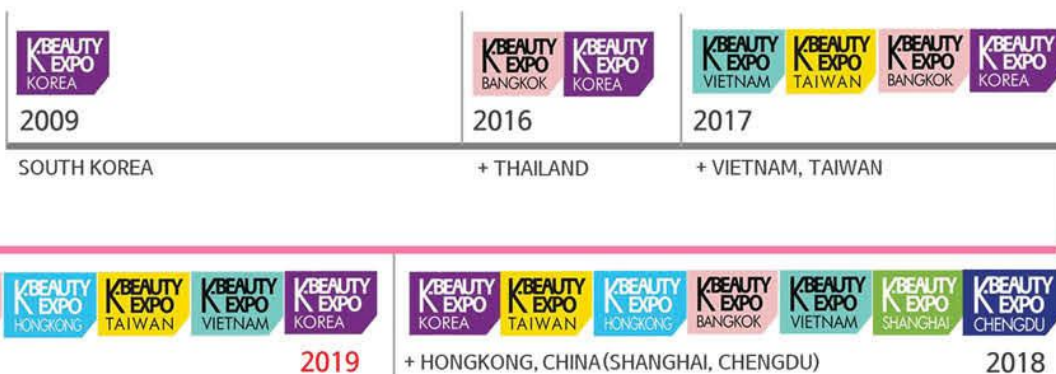 K-BEAUTY EXPO KOREA
2009
SOUTH KOREA
K-BEAUTY EXPO BANGKOK
K-BEAUTY EXPO KOREA
2016
+ THAILAND
K-BEAUTY EXPO VIETNAM
K-BEAUTY EXPO TAIWAN
K-BEAUTY EXPO BANGKOK
K-BEAUTY EXPO KOREA
2017
+ VIETNAM, TAIWAN
K-BEAUTY EXPO HONGKONG
K-BEAUTY EXPO TAIWAN
K-BEAUTY EXPO VIETNAM
K-BEAUTY EXPO KOREA
2019
K-BEAUTY EXPO KOREA
K-BEAUTY EXPO TAIWAN
K-BEAUTY EXPO HONGKONG
K-BEAUTY EXPO BANGKOK
K-BEAUTY EXPO VIETNAM
K-BEAUTY EXPO SHANGHAI
K-BEAUTY EXPO CHENGDU
+ HONGKONG, CHINA(SHANGHAI, CHENGDU)
2018